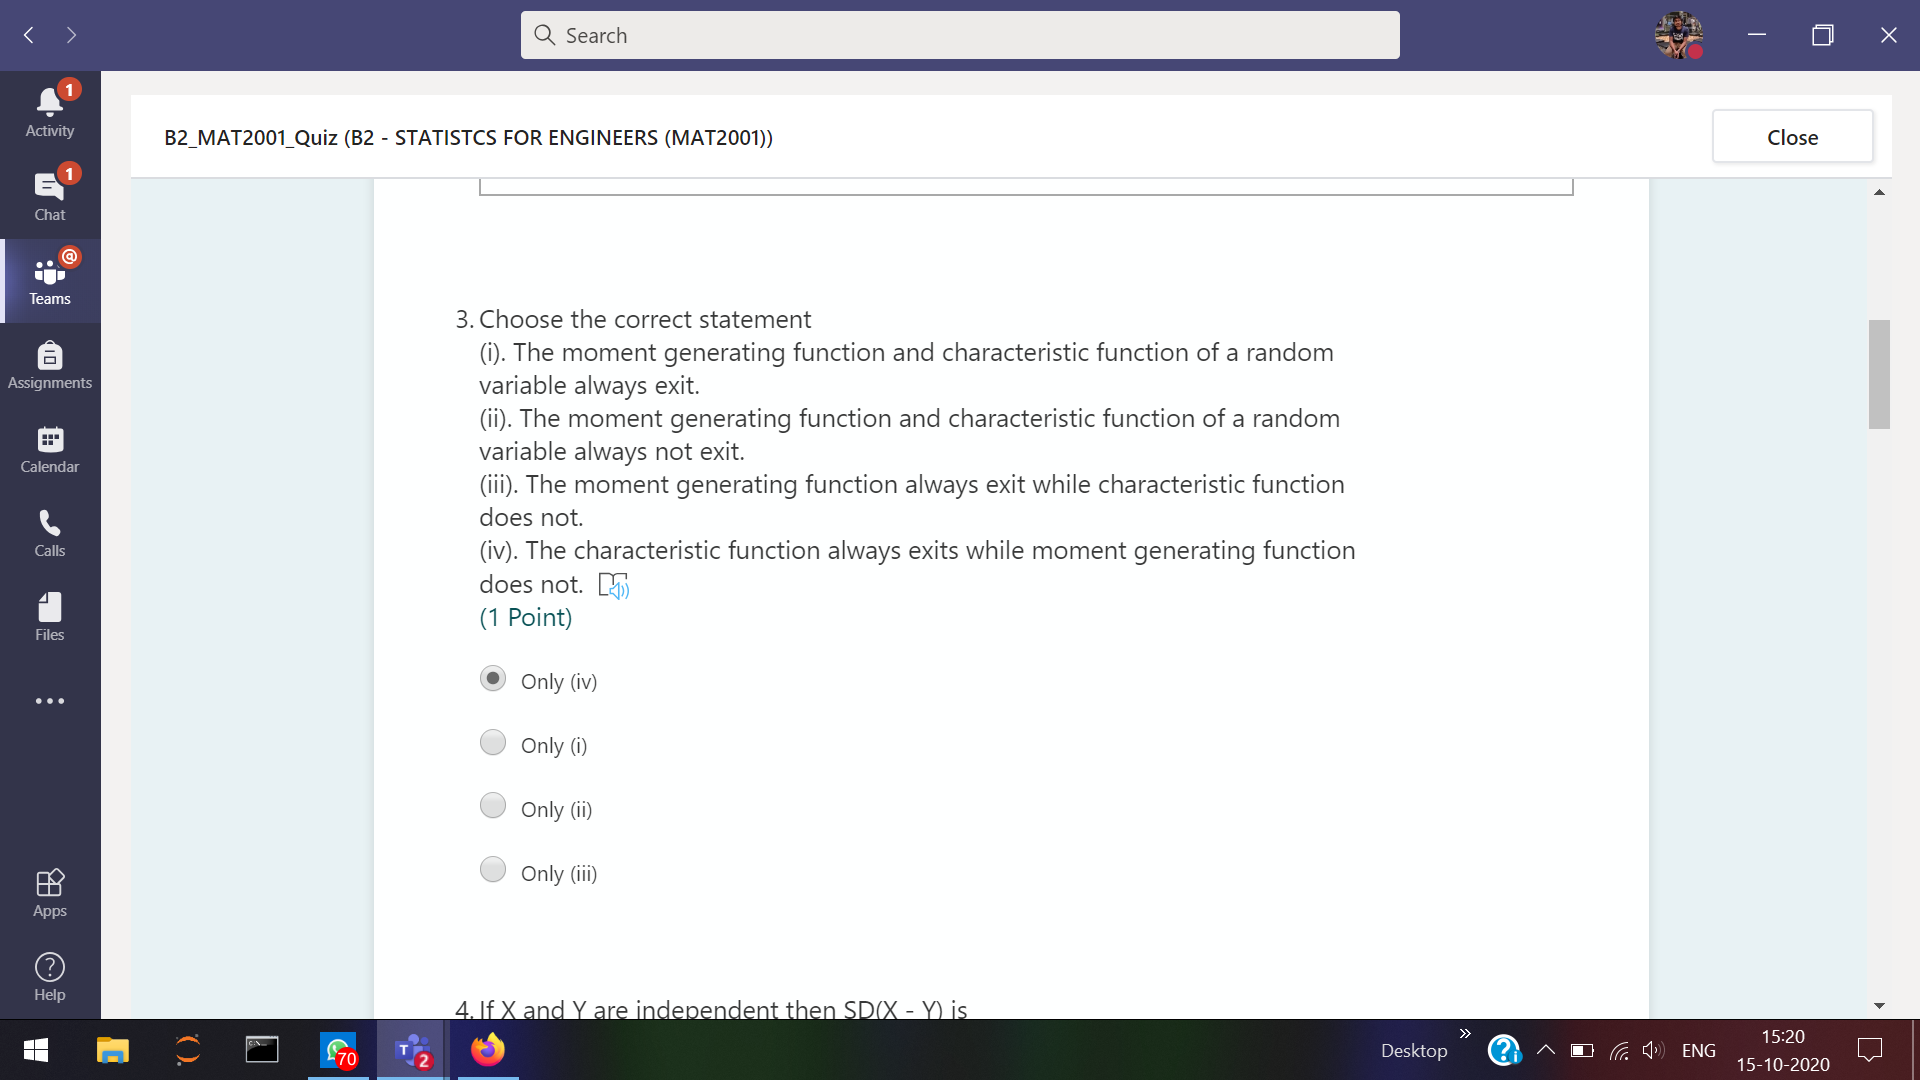 Search
1
Activity
1
Chat
@
Teams
Assignments
Calendar
Calls
Files
Apps
Help
B2_MAT2001_Quiz (B2 - STATISTCS FOR ENGINEERS (MAT2001))
Close
3. Choose the correct statement
(i). The moment generating function and characteristic function of a random
variable always exit.
(ii). The moment generating function and characteristic function of a random
variable always not exit.
(iii). The moment generating function always exit while characteristic function
does not.
(iv). The characteristic function always exits while moment generating function
does not.
(1 Point)
Only (iv)
Only (i)
Only (ii)
Only (iii)
4. If X and Y are independent then SD(X - Y) is
70
T
2
Desktop
ENG
15:20
15-10-2020